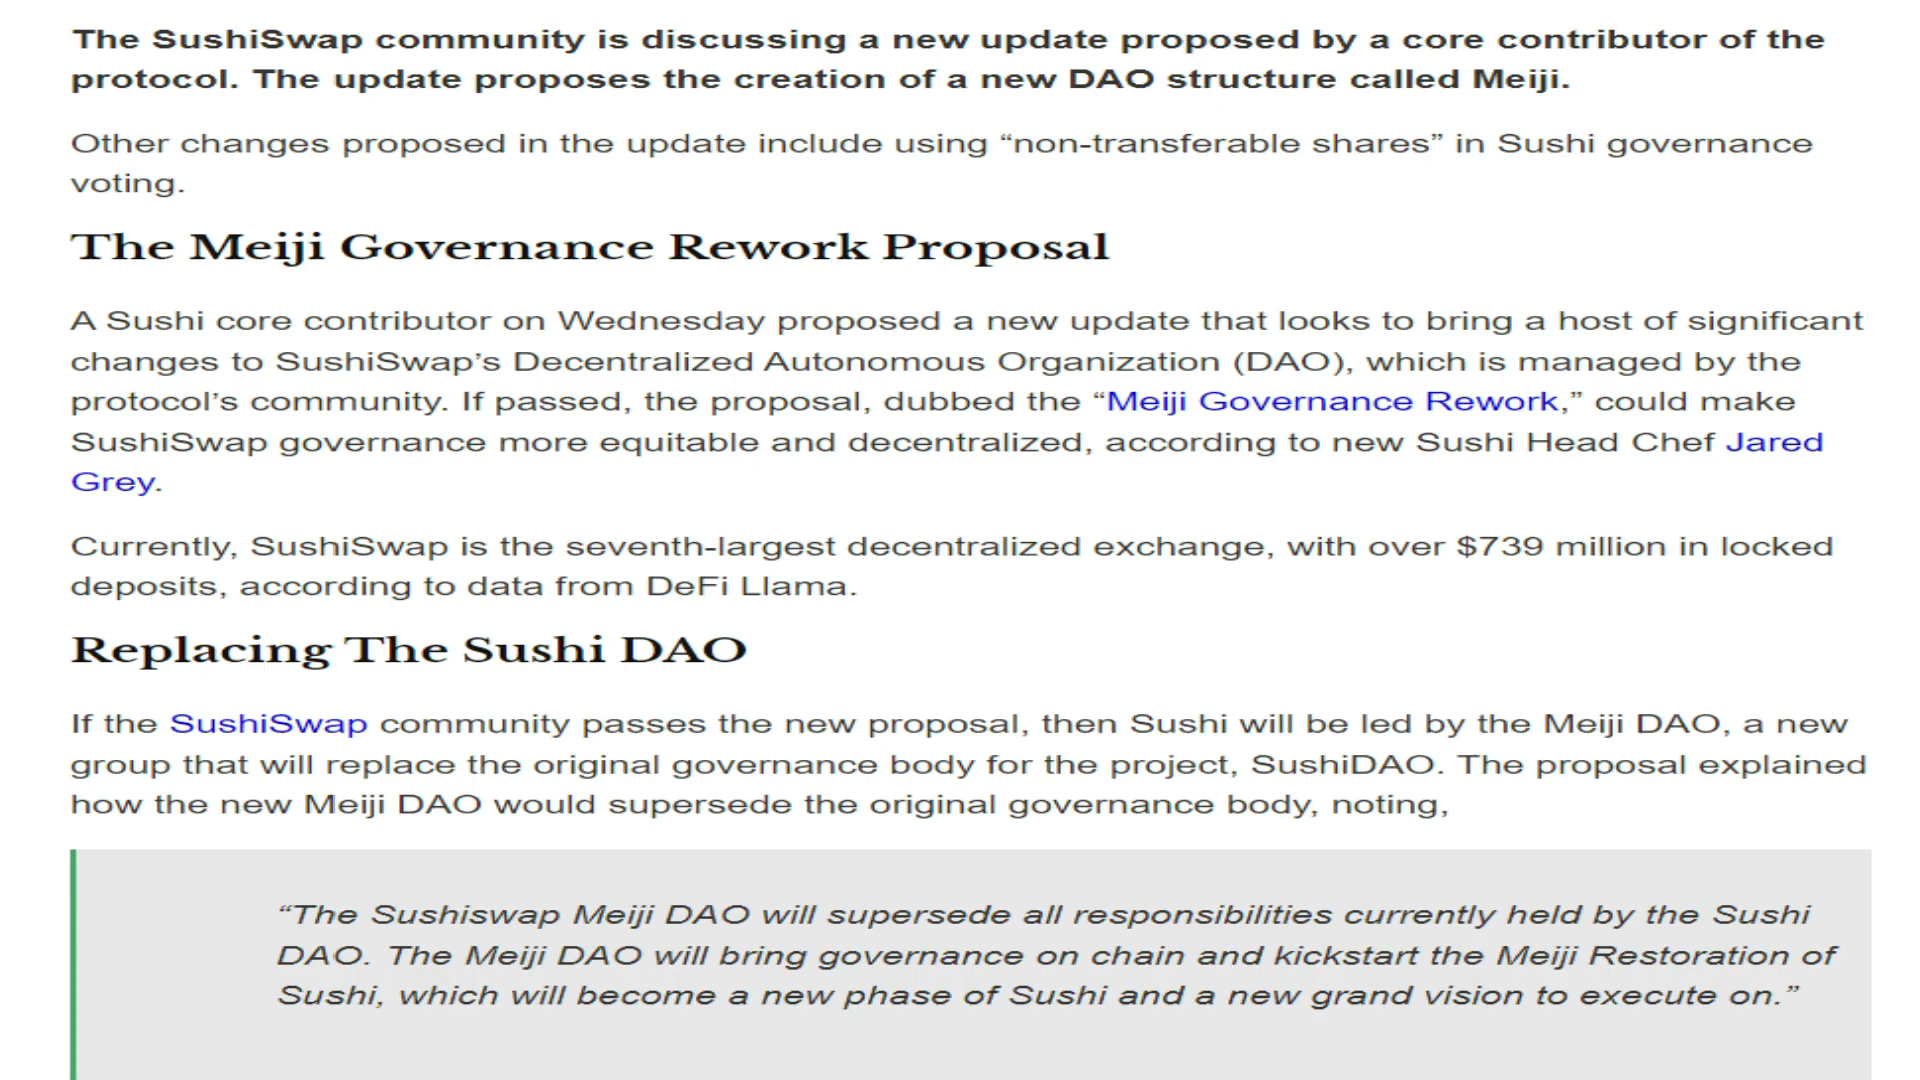 The SushiSwap community is discussing a new update proposed by a core contributor of the
protocol. The update proposes the creation of a new DAO structure called Meiji.
Other changes proposed in the update include using “non-transferable shares” in Sushi governance
voting.
The Meiji Governance Rework Proposal
A Sushi core contributor on Wednesday proposed a new update that looks to bring a host of significant
changes to SushiSwap’s Decentralized Autonomous Organization (DAO), which is managed by the
protocol’s community. If passed, the proposal, dubbed the “Meiji Governance Rework,” could make
SushiSwap governance more equitable and decentralized, according to new Sushi Head Chef Jared
Grey.
Currently, SushiSwap is the seventh-largest decentralized exchange, with over $739 million in locked
deposits, according to data from DeFi Llama.
Replacing The Sushi DAO
If the SushiSwap community passes the new proposal, then Sushi will be led by the Meiji DAO, a new
group that will replace the original governance body for the project, SushiDAO. The proposal explained
how the new Meiji DAO would supersede the original governance body, noting,
“The Sushiswap Meiji DAO will supersede all responsibilities currently held by the Sushi
DAO. The Meiji DAO will bring governance on chain and kickstart the Meiji Restoration of
Sushi, which will become a new phase of Sushi and a new grand vision to execute on.”